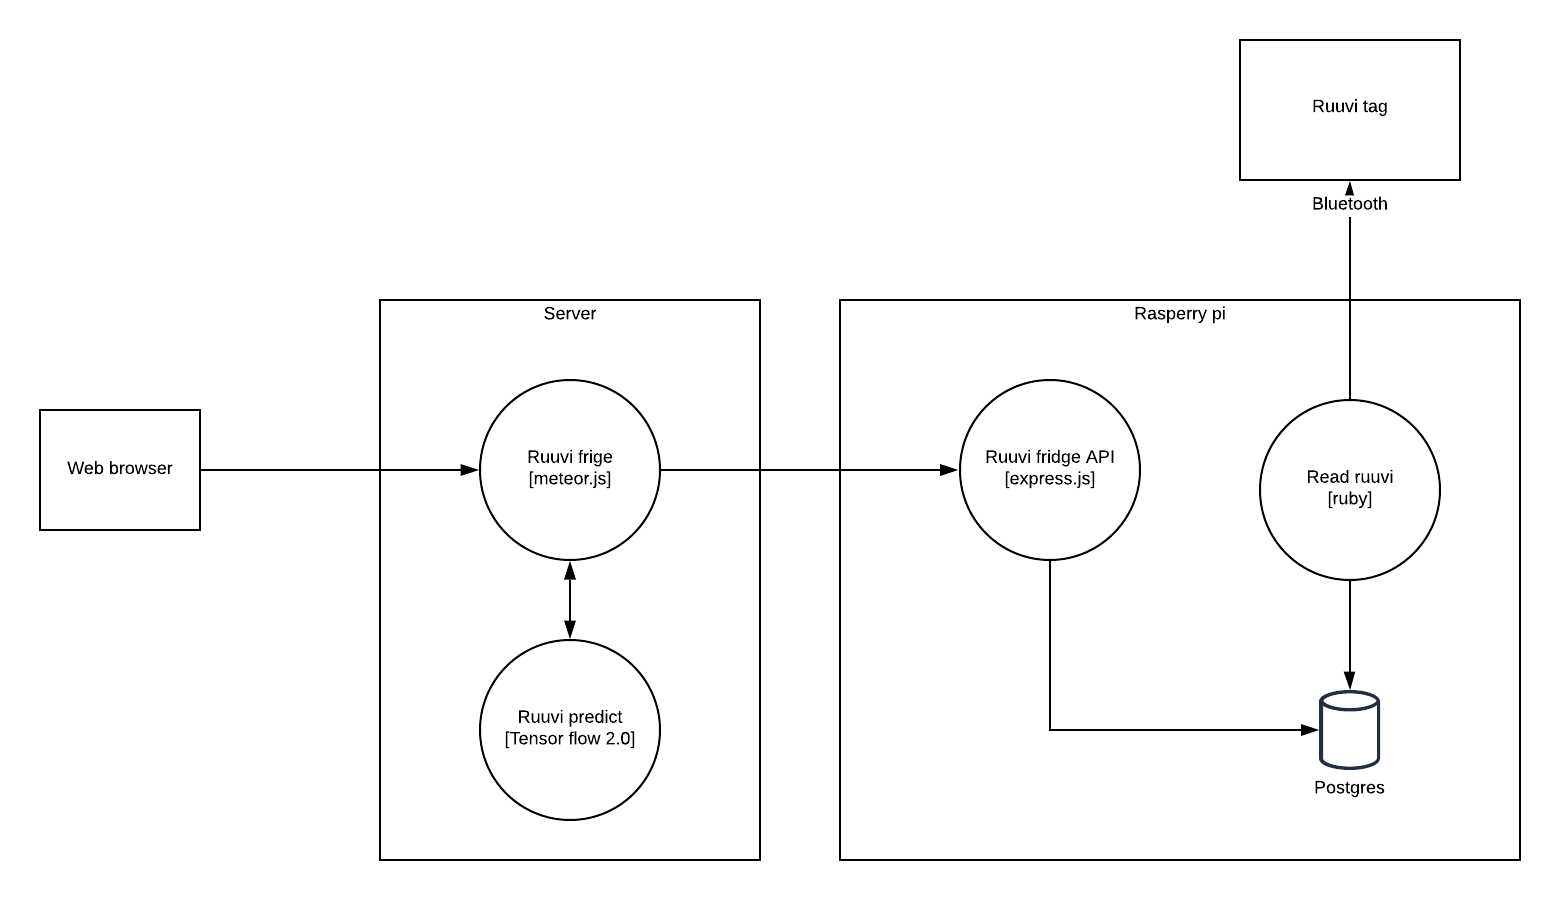 Ruuvi tag
Bluetooth
Server
Rasperry pi
Web browser
Ruuvi frige
[meteor.js]
Ruuvi fridge API
[express.js]
Read ruuvi
[ruby]
Ruuvi predict
[Tensor flow 2.0]
Postgres